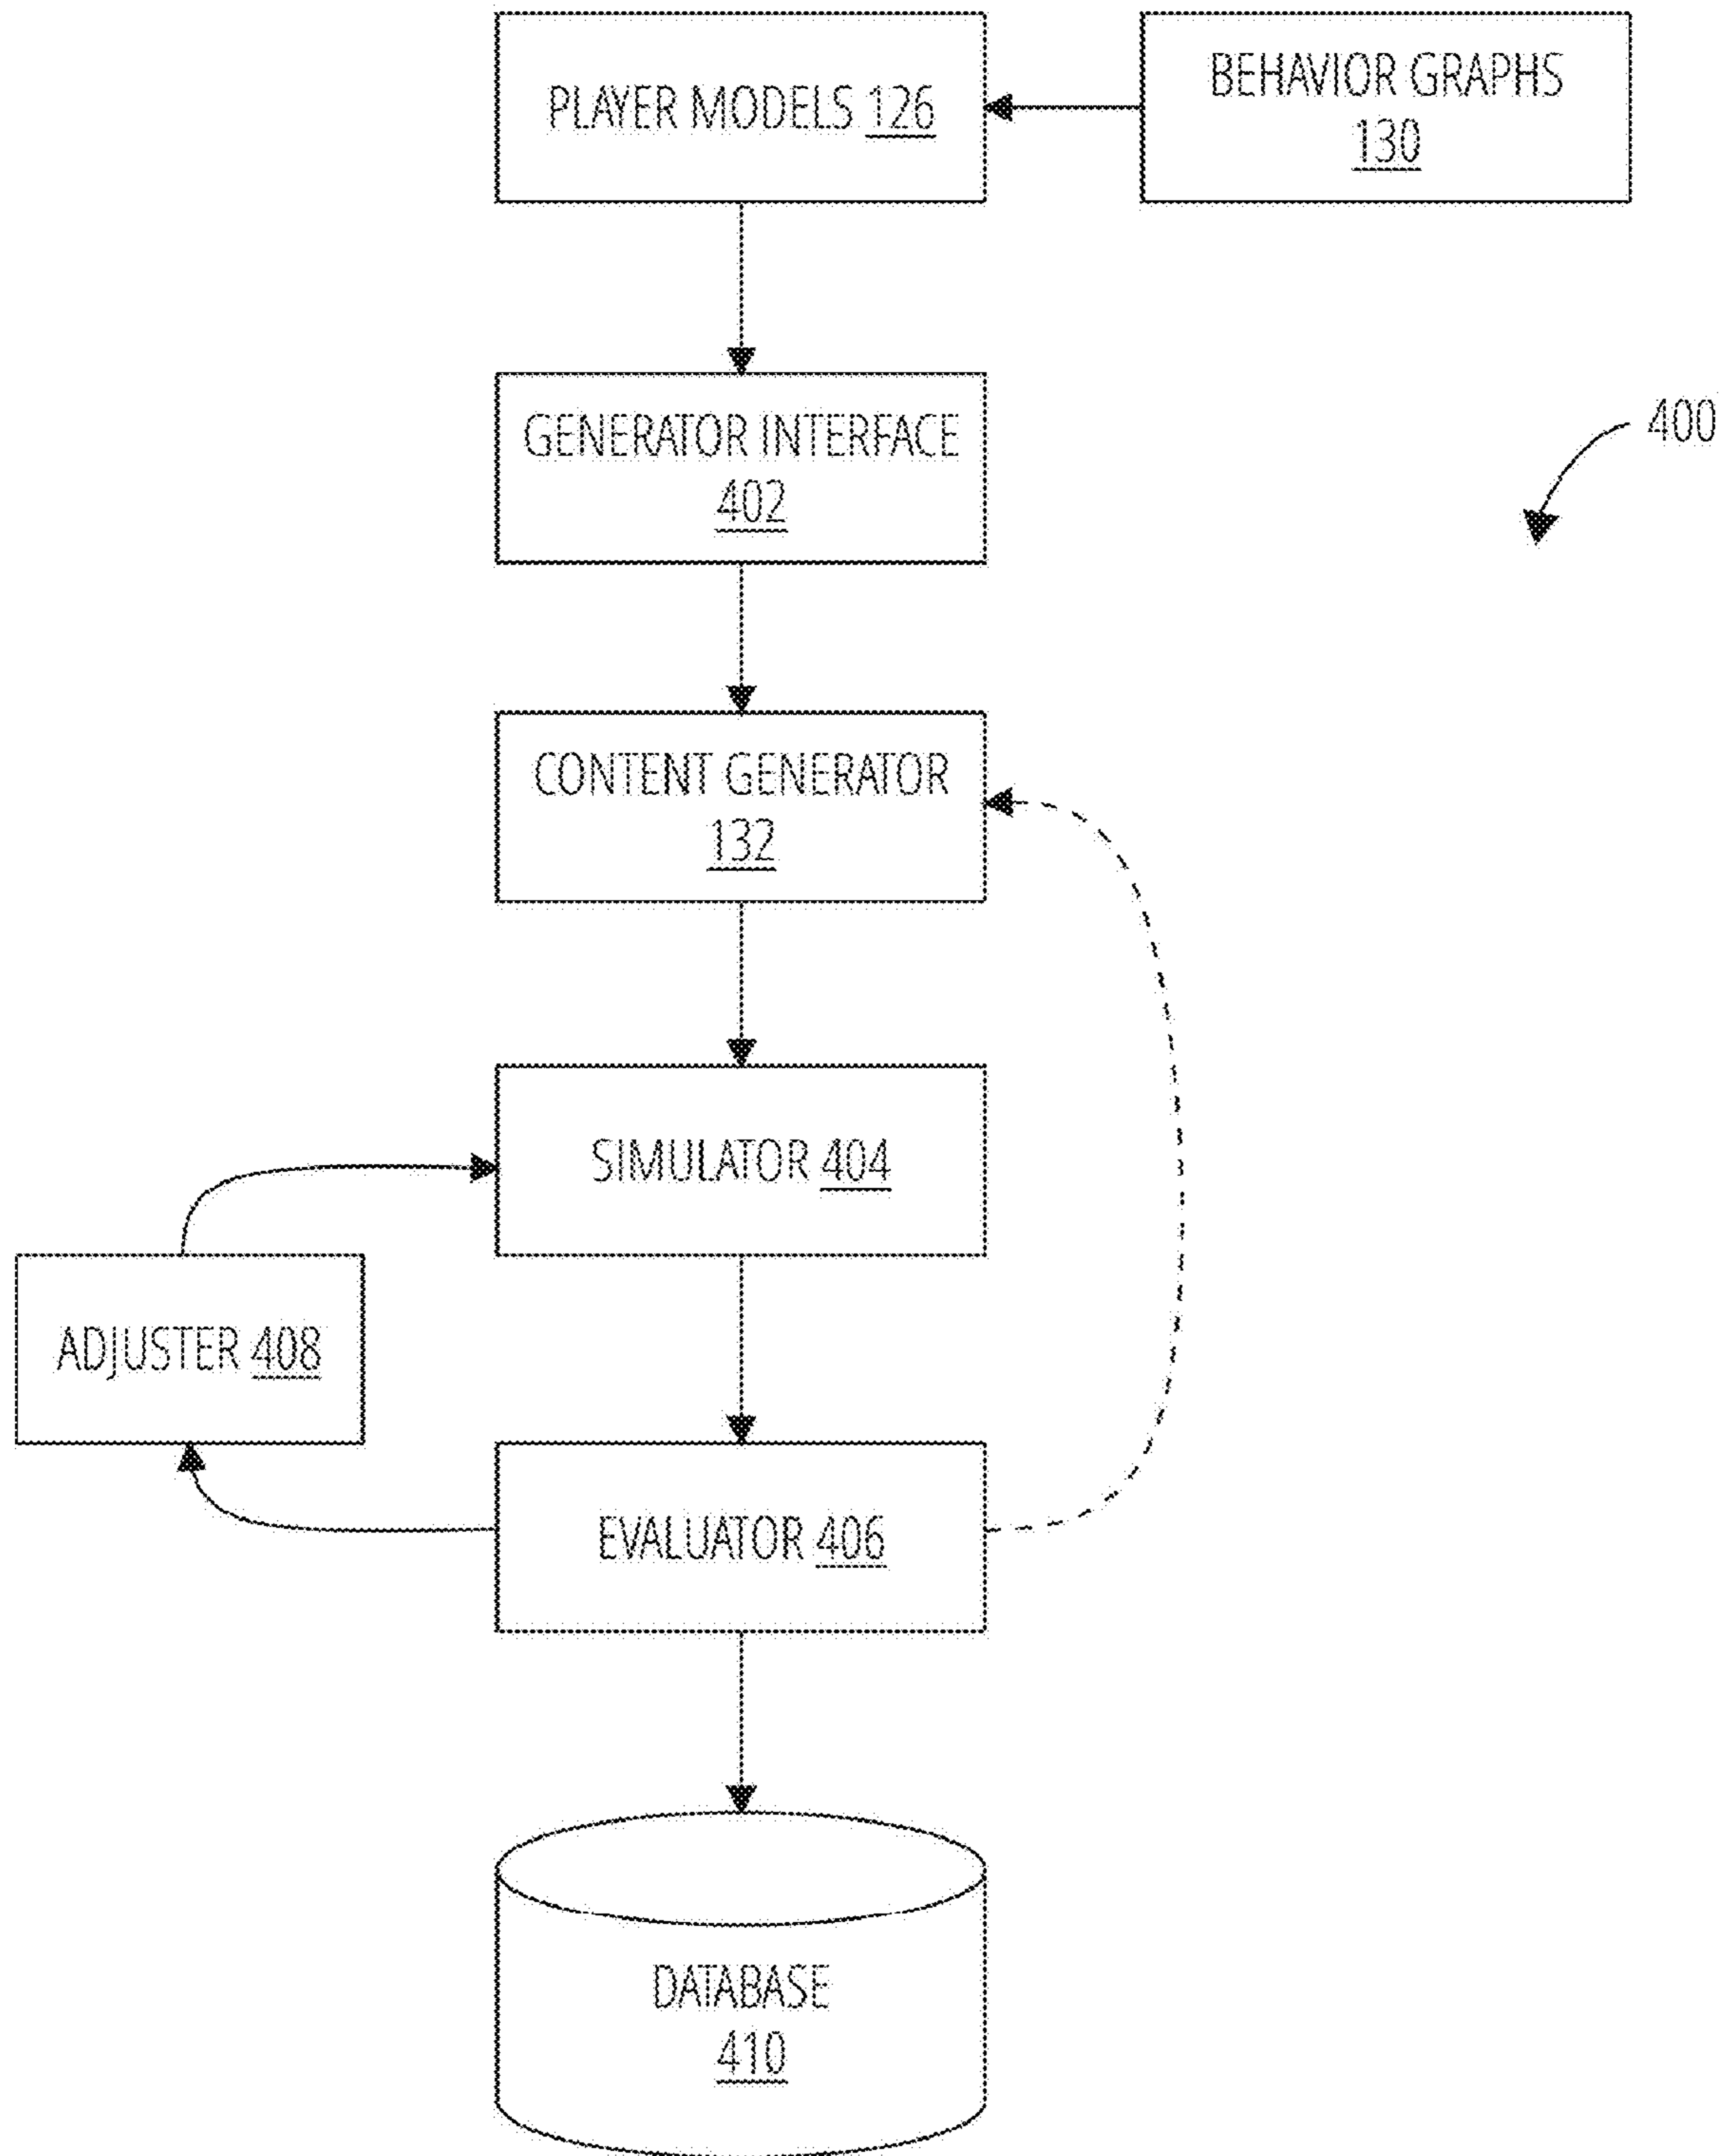 PLAYER MODELS 126
BEHAVIOR GRAPHS
130
GENERATOR INTERFACE
402
400
CONTENT GENERATOR
132
SIMULATOR 404
ADJUSTER 408
EVALUATOR 406
DATABASE
410